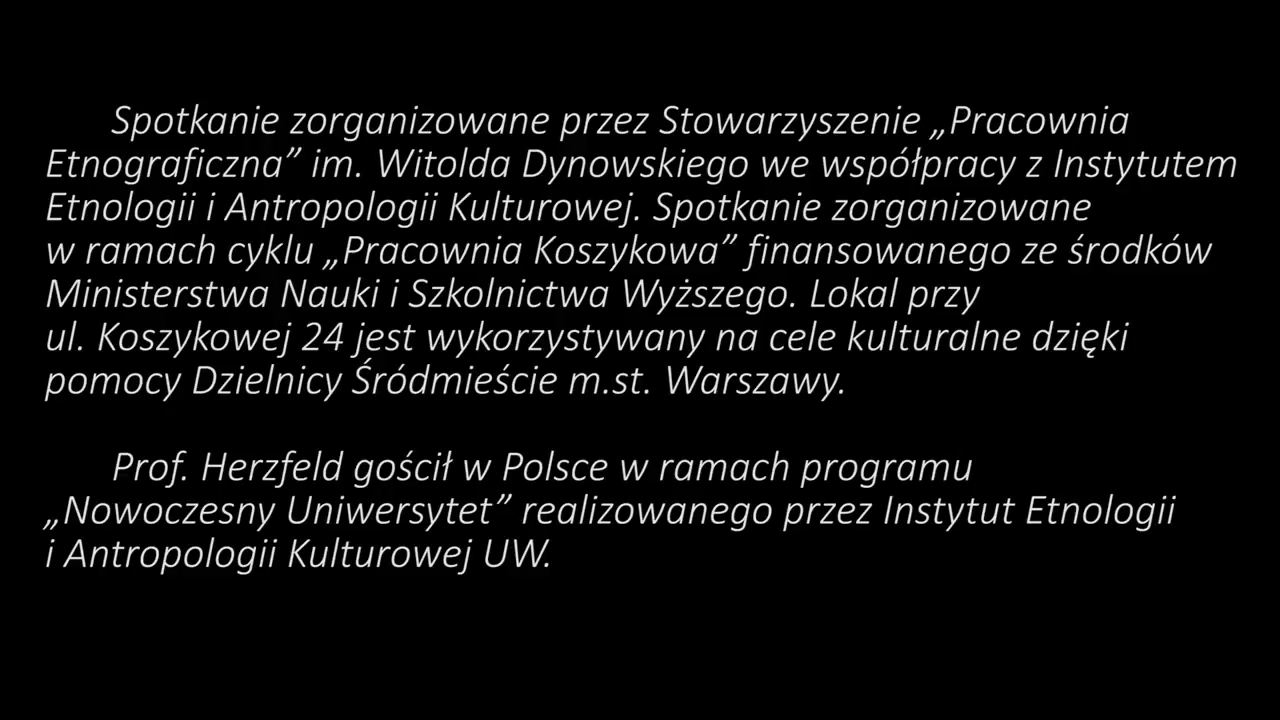 Spotkanie zorganizowane przez Stowarzyszenie „Pracownia
Etnograficzna” im. Witolda Dynowskiego we współpracy z Instytutem
Etnologii i Antropologii Kulturowej. Spotkanie zorganizowane
w ramach cyklu „Pracownia Koszykowa” finansowanego ze środków
Ministerstwa Nauki i Szkolnictwa Wyższego. Lokal przy
ul. Koszykowej 24 jest wykorzystywany na cele kulturalne dzięki
pomocy Dzielnicy Śródmieście m.st. Warszawy.
Prof. Herzfeld gościł w Polsce w ramach programu
„Nowoczesny Uniwersytet” realizowanego przez Instytut Etnologii
i Antropologii Kulturowej UW.